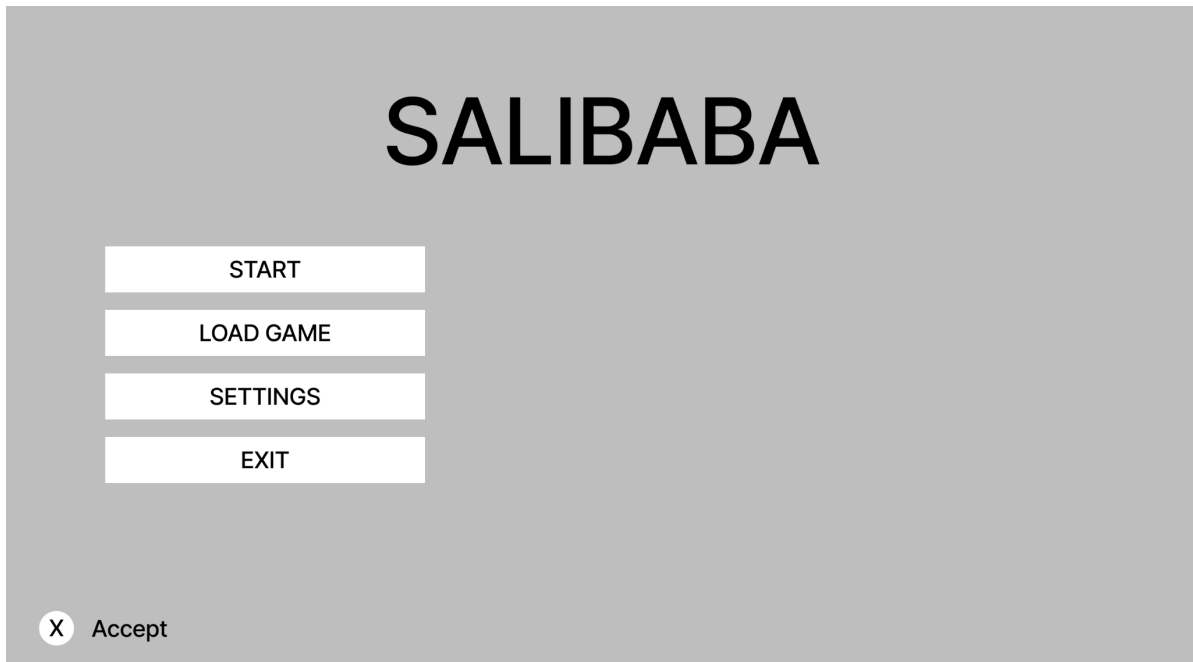 SALIBABA
START
LOAD GAME
SETTINGS
EXIT
X Accept